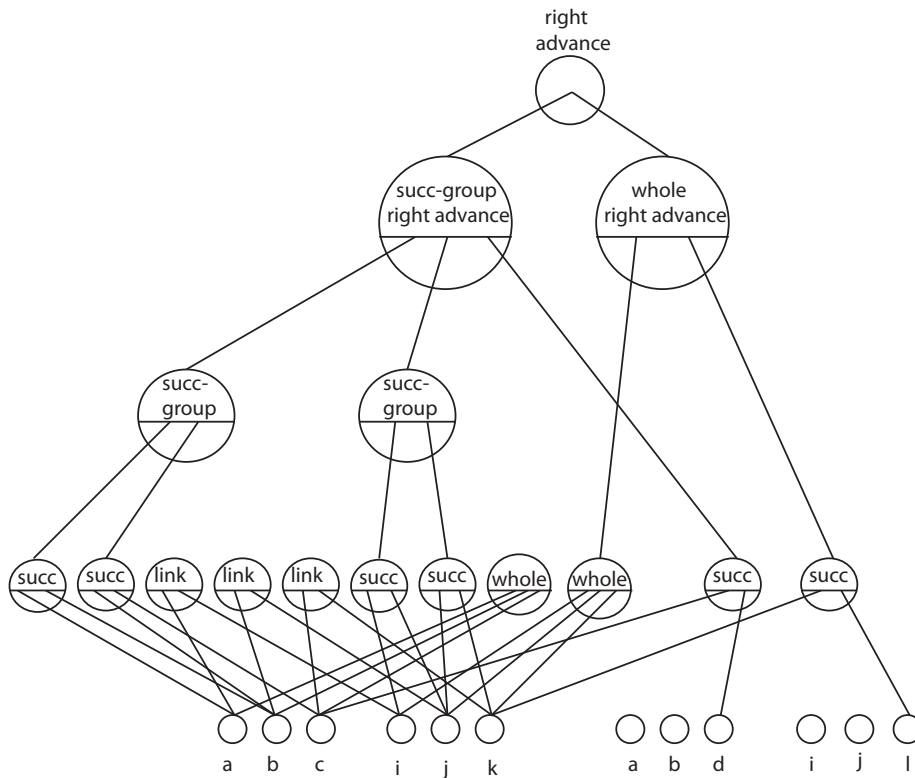 right
advance
succ-group
right advance
whole
right advance
succ-
group
succ-
group
succ
succ
link
link
link
succ
succ
whole
whole
succ
succ
a
b
c
i
j
k
a
b
d
i
j
l